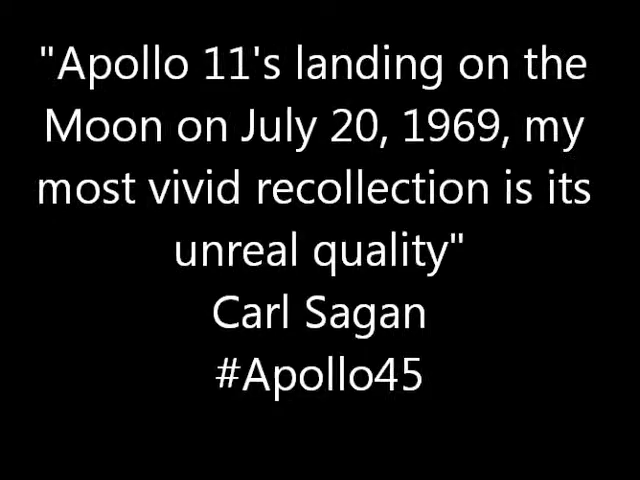 "Apollo 11's landing on the
Moon on July 20, 1969, my
most vivid recollection is its
unreal quality"
Carl Sagan
#Apollo45